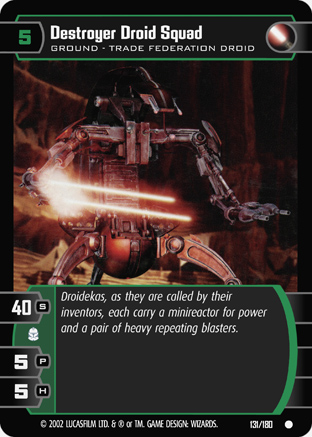 5
Destroyer Droid Squad
GROUND - TRADE FEDERATION DROID
40 S
Droidekas, as they are called by their
inventors, each carry a minireactor for power
and a pair of heavy repeating blasters.
5 P
5 H
© 2002 LUCASFILM LTD. & ® or TM. GAME DESIGN: WIZARDS.
131/180